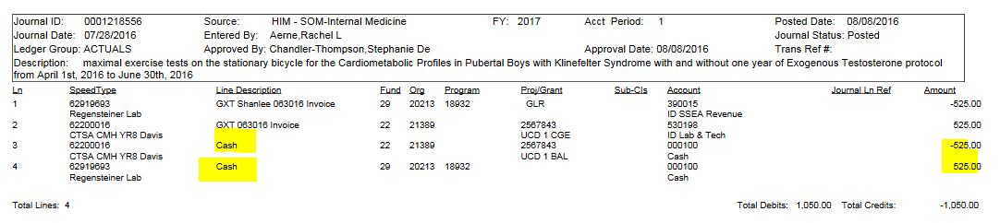 Journal ID: 0001218556 Source: HIM - SOM-Internal Medicine FY: 2017 Acct Period: 1 Posted Date: 08/08/2016
Journal Date: 07/28/2016 Entered By: Aerne,Rachel L Journal Status: Posted
Ledger Group: ACTUALS Approved By: Chandler-Thompson,Stephanie De Approval Date: 08/08/2016 Trans Ref #:
Description: maximal exercise tests on the stationary bicycle for the Cardiometabolic Profiles in Pubertal Boys with Klinefelter Syndrome with and without one year of Exogenous Testosterone protocol
from April 1st, 2016 to June 30th, 2016
Ln SpeedType Line Description Fund Org Program Proj/Grant Sub-Cls Account Journal Ln Ref Amount
1 62919693 GXT Shanlee 063016 Invoice 29 20213 18932 GLR 390015 -525.00
Regensteiner Lab ID SSEA Revenue
2 62200016 GXT 063016 Invoice 22 21389 2567843 530198 525.00
CTSA CMH YR8 Davis UCD 1 CGE ID Lab & Tech
3 62200016 Cash 22 21389 2567843 000100 -525.00
CTSA CMH YR8 Davis UCD 1 BAL Cash
4 62919693 Cash 29 20213 18932 000100 525.00
Regensteiner Lab Cash
Total Lines: 4 Total Debits: 1,050.00 Total Credits: -1,050.00